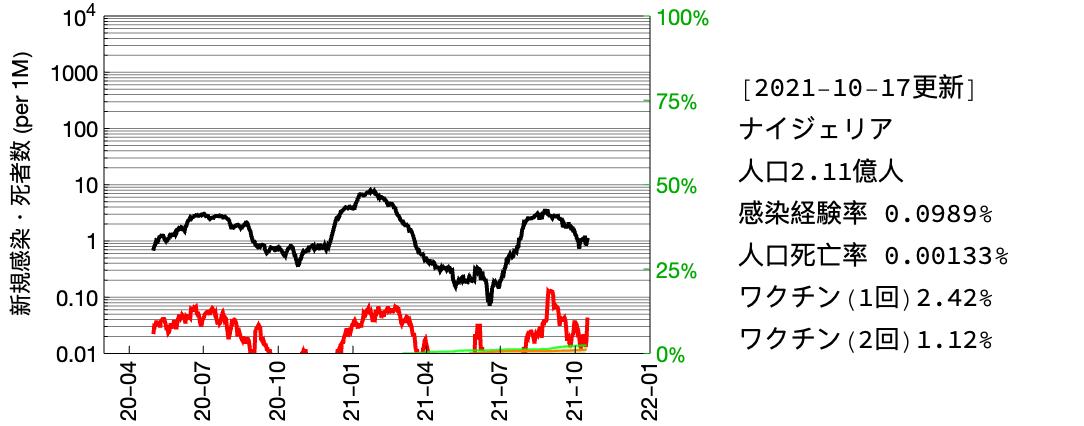 新規感染・死者数 (per 1M)
10^4
1000
100
10
1
0.10
0.01
100%
75%
50%
25%
0%
20-04
20-07
20-10
21-01
21-04
21-07
21-10
22-01
[2021-10-17更新]
ナイジェリア
人口2.11億人
感染経験率 0.0989%
人口死亡率 0.00133%
ワクチン(1回)2.42%
ワクチン(2回)1.12%